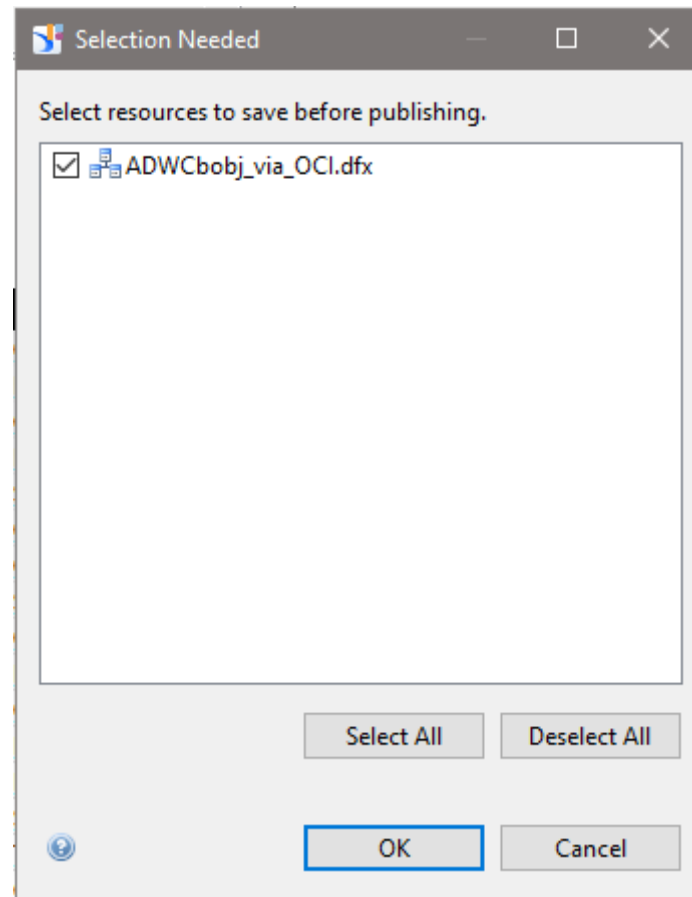 Selection Needed
Select resources to save before publishing.
ADWCbobj_via_OCI.dfx
Select All Deselect All
OK Cancel